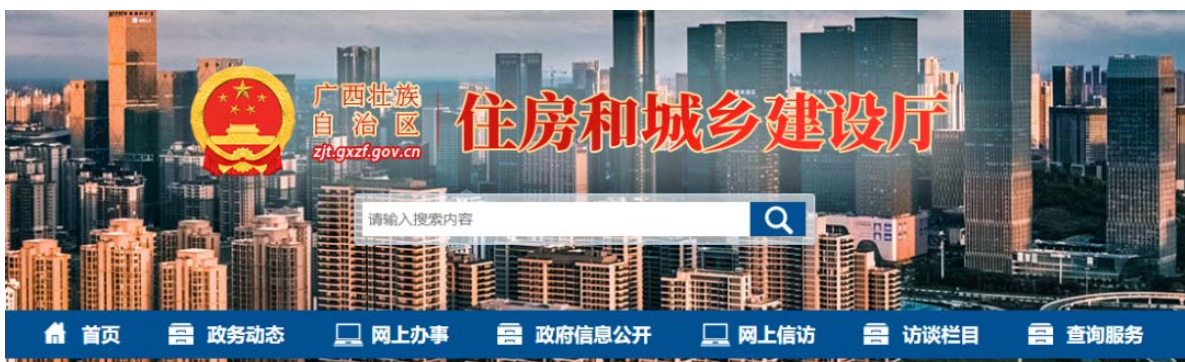 广西壮族
自治区
zjt.gxzf.gov.cn
住房和城乡建设厅
请输入搜索内容
首页 政务动态 网上办事 政府信息公开 网上信访 访谈栏目 查询服务